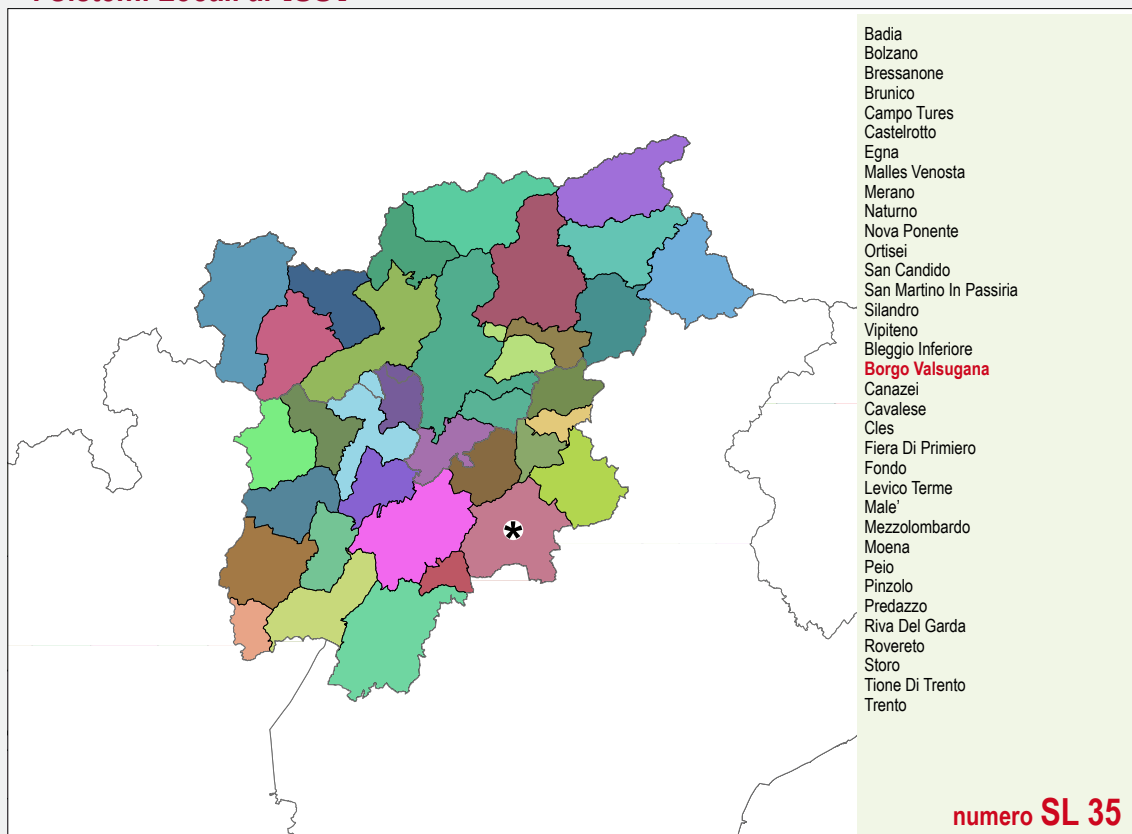 Badia
Bolzano
Bressanone
Brunico
Campo Tures
Castelrotto
Egna
Malles Venosta
Merano
Naturno
Nova Ponente
Ortisei
San Candido
San Martino In Passiria
Silandro
Vipiteno
Bleggio Inferiore
Borgo Valsugana
Canazei
Cavalese
Cles
Fiera Di Primiero
Fondo
Levico Terme
Male'
Mezzolombardo
Moena
Peio
Pinzolo
Predazzo
Riva Del Garda
Rovereto
Storo
Tione Di Trento
Trento
*
numero SL 35